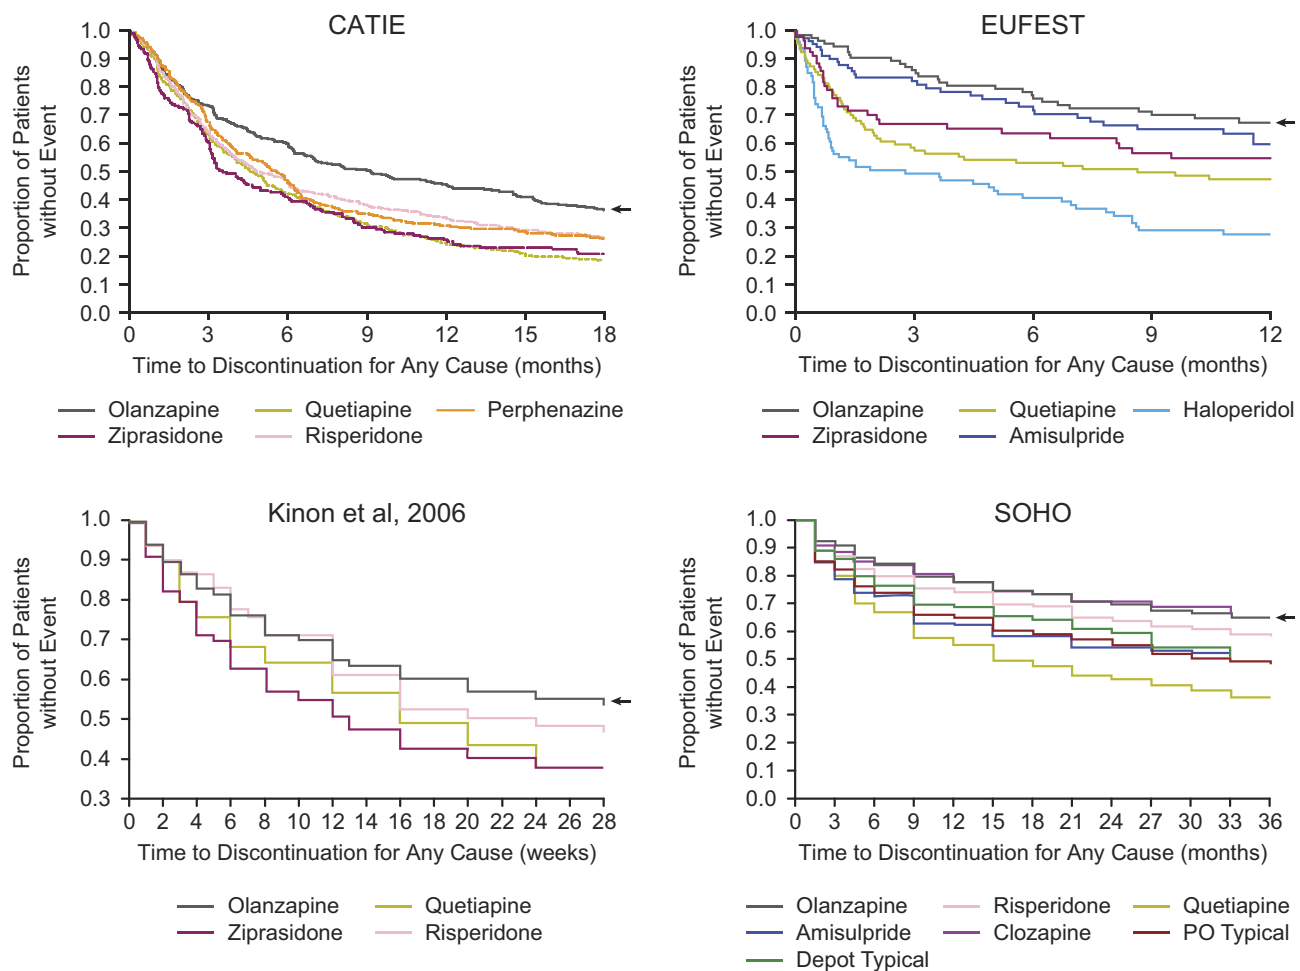 CATIE
Proportion of Patients
without Event
1.0
0.9
0.8
0.7
0.6
0.5
0.4
0.3
0.2
0.1
0.0
0 3 6 9 12 15 18
Time to Discontinuation for Any Cause (months)
Olanzapine Quetiapine Perphenazine
Ziprasidone Risperidone
EUFEST
Proportion of Patients
without Event
1.0
0.9
0.8
0.7
0.6
0.5
0.4
0.3
0.2
0.1
0.0
0 3 6 9 12
Time to Discontinuation for Any Cause (months)
Olanzapine Quetiapine Haloperidol
Ziprasidone Amisulpride
Kinon et al, 2006
Proportion of Patients
without Event
1.0
0.9
0.8
0.7
0.6
0.5
0.4
0.3
0 2 4 6 8 10 12 14 16 20 22 24 26 28
Time to Discontinuation for Any Cause (weeks)
Olanzapine Quetiapine
Ziprasidone Risperidone
SOHO
Proportion of Patients
without Event
1.0
0.9
0.8
0.7
0.6
0.5
0.4
0.3
0.2
0.1
0.0
0 3 6 9 12 15 18 21 24 27 30 33 36
Time to Discontinuation for Any Cause (months)
Olanzapine Risperidone Quetiapine
Amisulpride Clozapine PO Typical
Depot Typical